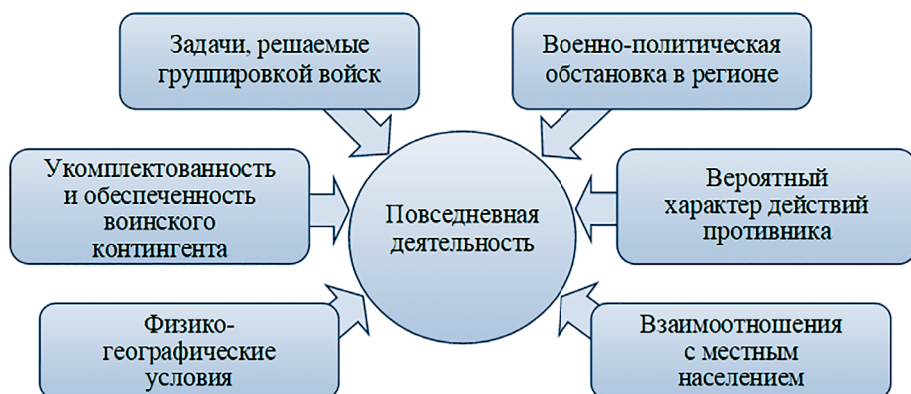 Задачи, решаемые
группировкой войск
Военно-политическая
обстановка в регионе
Укомплектованность
и обеспеченность
воинского
контингента
Повседневная
деятельность
Вероятный
характер действий
противника
Физико-
географические
условия
Взаимоотношения
с местным
населением